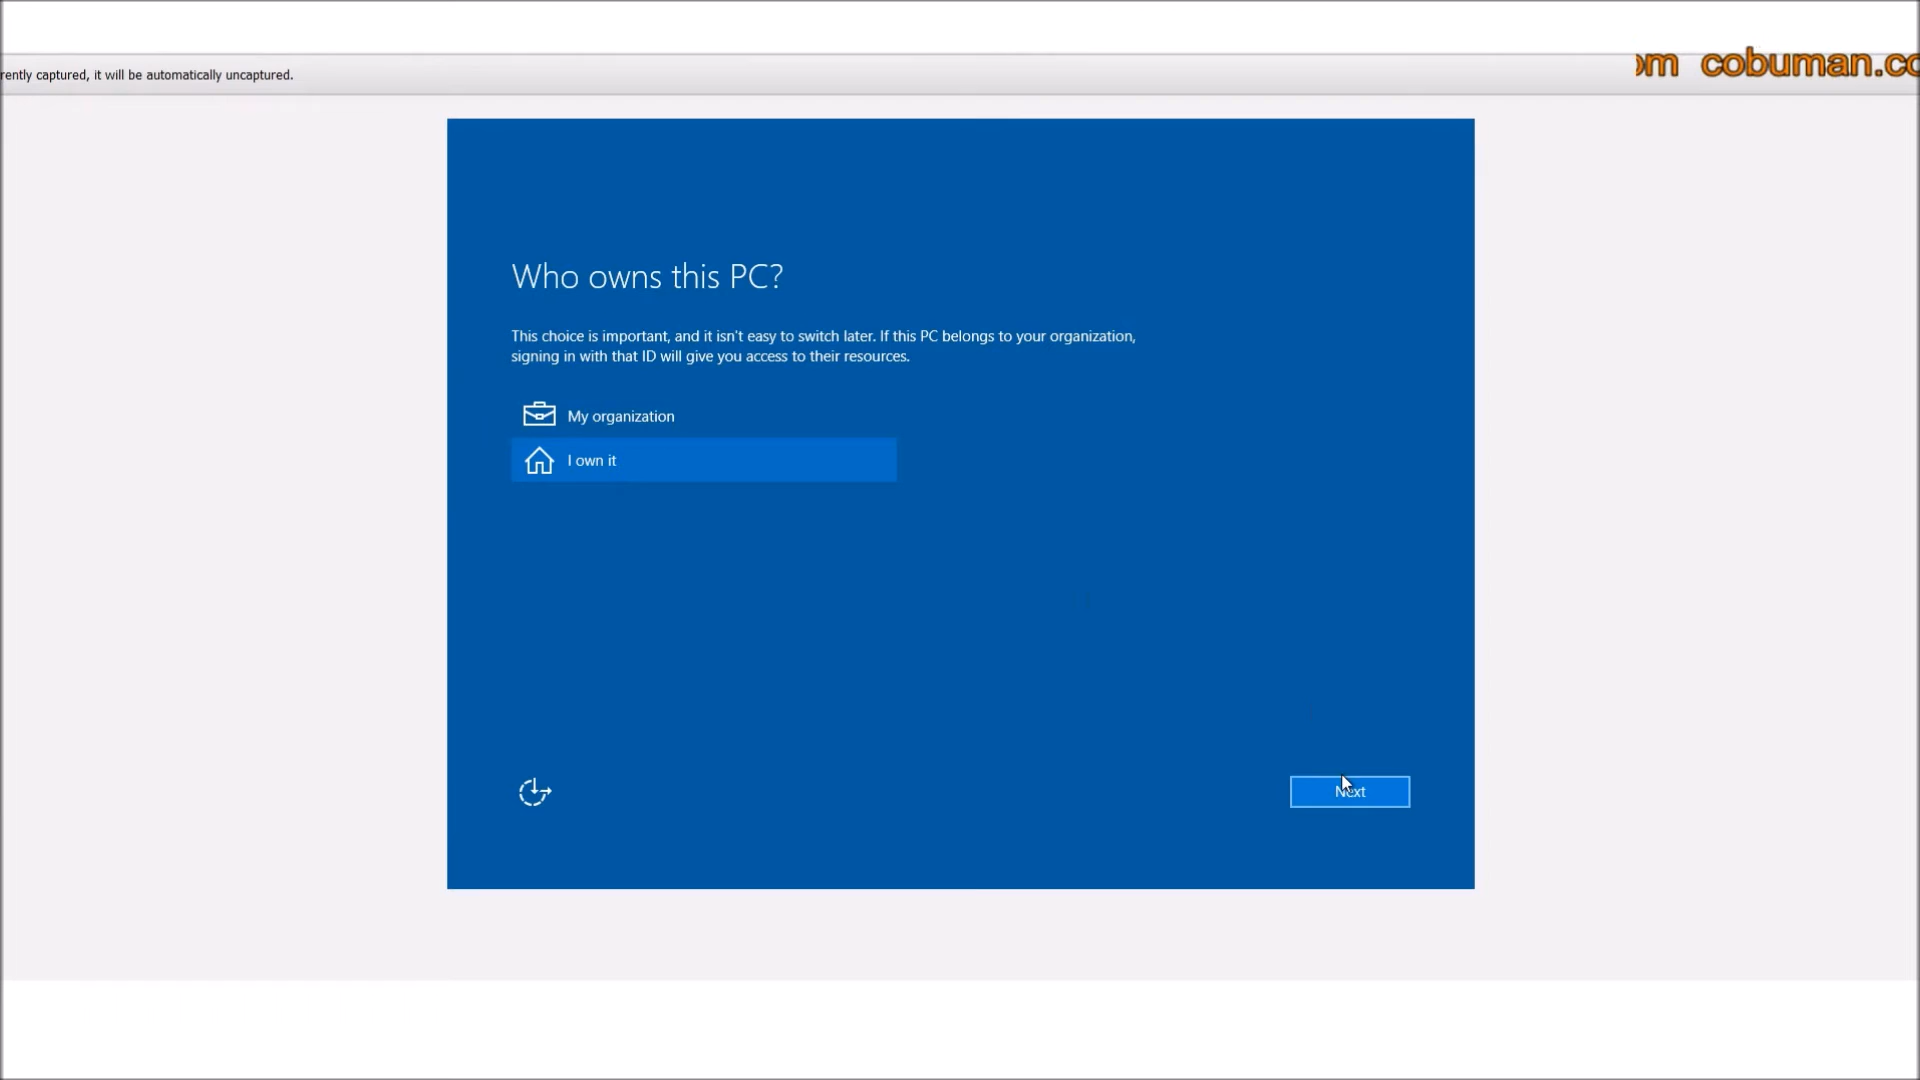 rently captured, it will be automatically uncaptured.
om cobuman.co
Who owns this PC?
This choice is important, and it isn't easy to switch later. If this PC belongs to your organization,
signing in with that ID will give you access to their resources.
My organization
I own it
Next